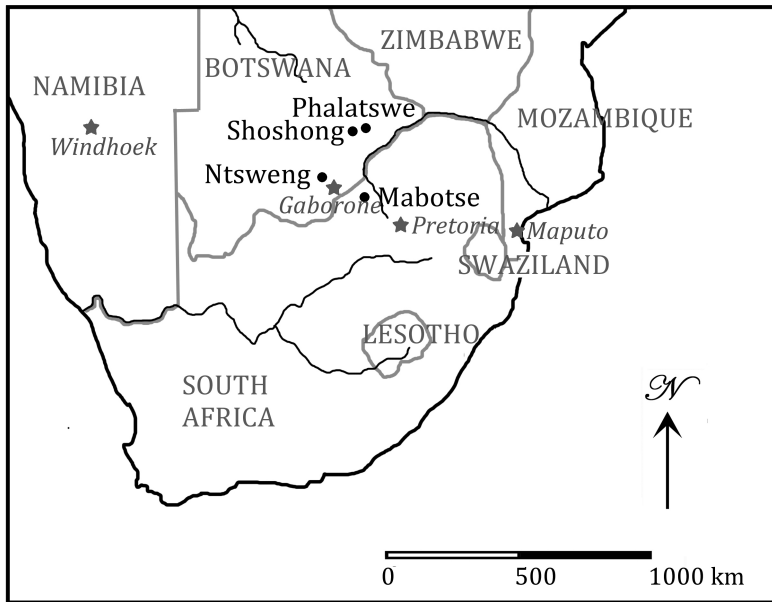 ZIMBABWE
BOTSWANA
NAMIBIA
Phalatswe
MOZAMBIQUE
Shoshong
Windhoek
Ntsweng
Mabotse
Gaborone
Pretoria
Maputo
SWAZILAND
LESOTHO
SOUTH
AFRICA
N
0 500 1000 km